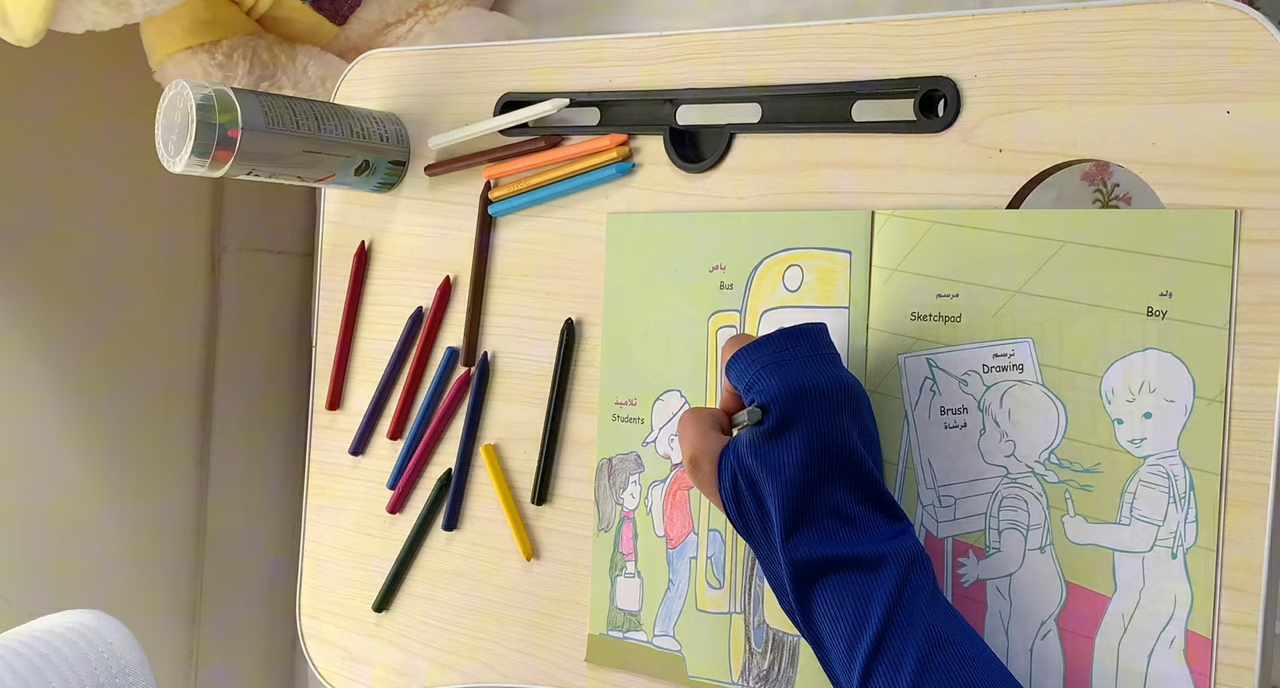 باص
Bus
تلاميذ
Students
مرسم
Sketchpad
ولد
Boy
ترسم
Drawing
Brush
فرشاة